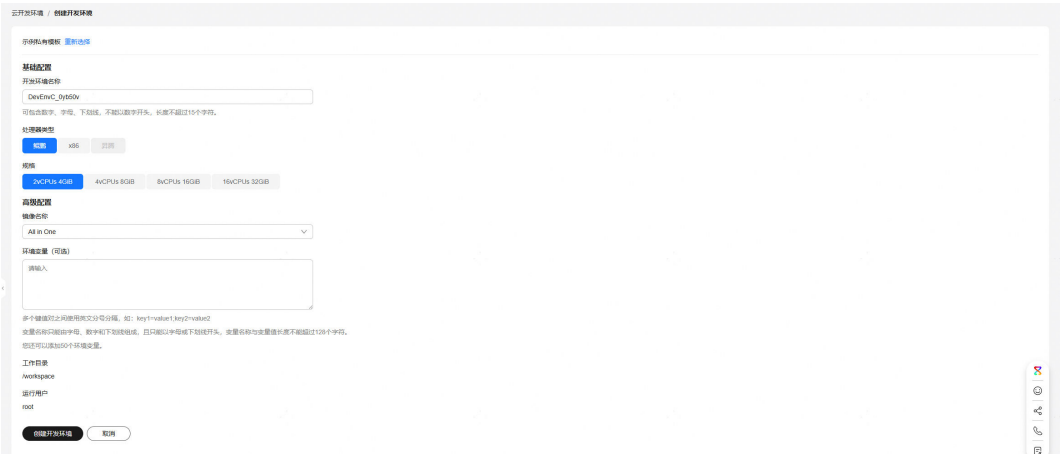 云开发环境 / 创建开发环境
示例私有模板 重新选择
基础配置
开发环境名称
DevEnvC_0yb50v
可包含数字，字母，下划线，不能以数字开头，长度不超过15个字符。
处理器类型
鲲鹏 x86 昇腾
规格
2vCPUs 4GiB 4vCPUs 8GiB 8vCPUs 16GiB 16vCPUs 32GiB
高级配置
镜像名称
All in One
环境变量（可选）
请输入
多个键值对之间使用英文分号分隔，如：key1=value1;key2=value2
变量名称只能由字母、数字和下划线组成，且只能以字母或下划线开头，变量名称与变量值长度不能超过128个字符。
您还可以添加50个环境变量。
工作目录
/workspace
运行用户
root
创建开发环境 取消